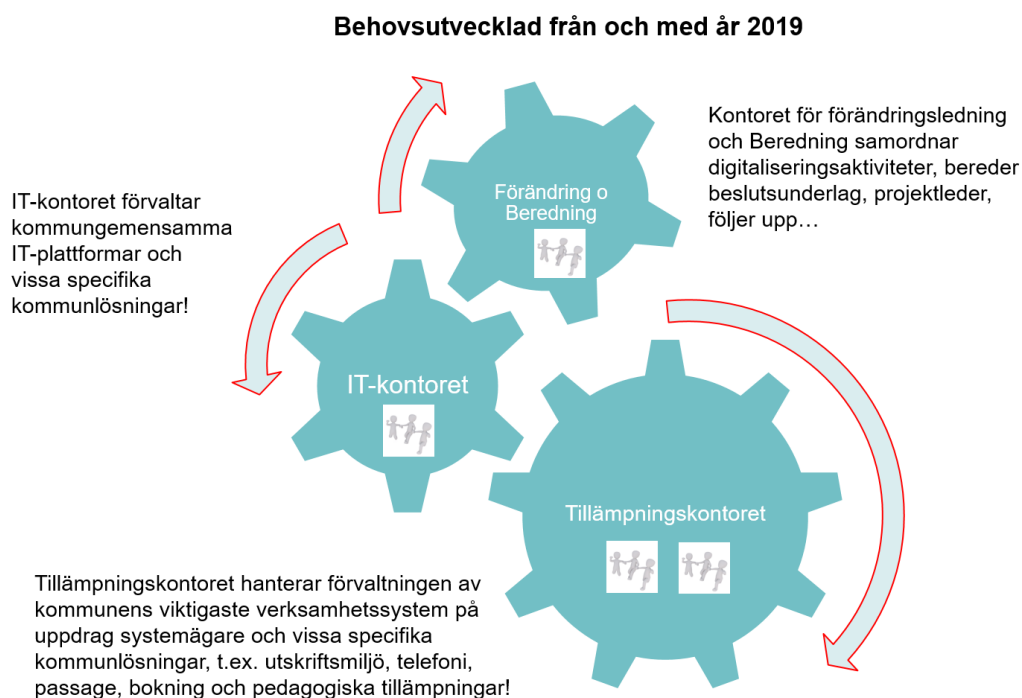 Behovsutvecklad från och med år 2019
Kontoret för förändringsledning
och Beredning samordnar
digitaliseringsaktiviteter, bereder
beslutsunderlag, projektleder,
följer upp…
Förändring o
Beredning
IT-kontoret förvaltar
kommungemensamma
IT-plattformar och
vissa specifika
kommunlösningar!
IT-kontoret
Tillämpningskontoret
Tillämpningskontoret hanterar förvaltningen av
kommunens viktigaste verksamhetssystem på
uppdrag systemägare och vissa specifika
kommunlösningar, t.ex. utskriftsmiljö, telefoni,
passage, bokning och pedagogiska tillämpningar!